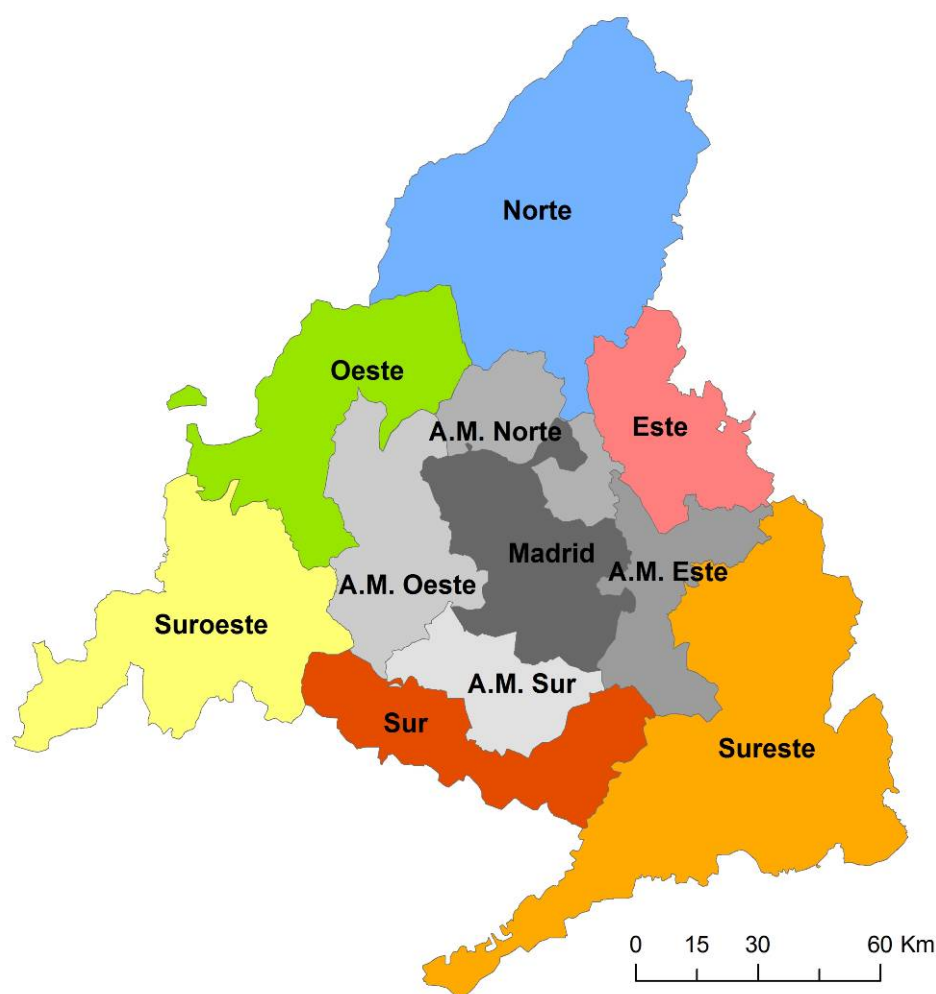 Norte
Oeste
A.M. Norte
Este
Madrid
A.M. Oeste
A.M. Este
Suroeste
A.M. Sur
Sur
Sureste
0 15 30 60 Km